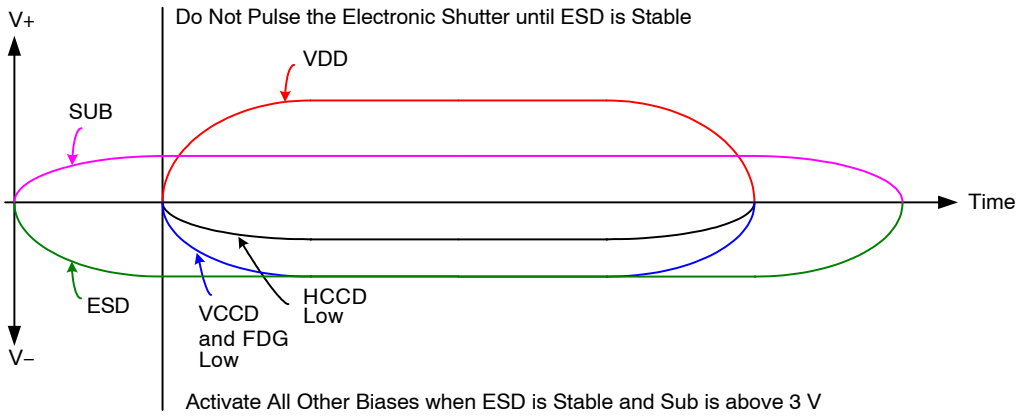 V+
Do Not Pulse the Electronic Shutter until ESD is Stable
VDD
SUB
Time
ESD
VCCD
and FDG
Low
HCCD
Low
V−
Activate All Other Biases when ESD is Stable and Sub is above 3 V